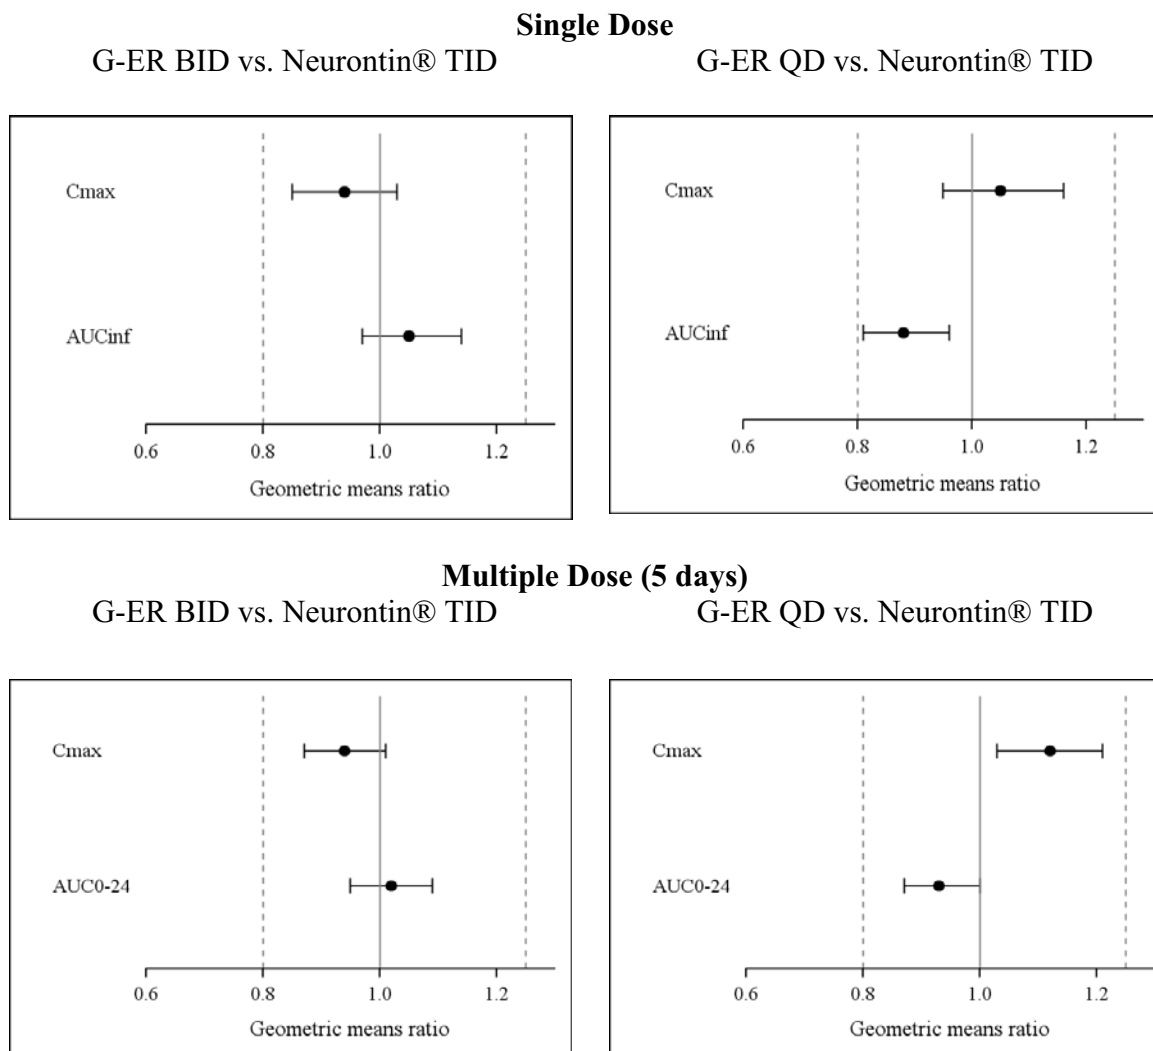 Single Dose
G-ER BID vs. Neurontin® TID
G-ER QD vs. Neurontin® TID
Cmax
AUCinf
0.6 0.8 1.0 1.2
Geometric means ratio
Cmax
AUCinf
0.6 0.8 1.0 1.2
Geometric means ratio
Multiple Dose (5 days)
G-ER BID vs. Neurontin® TID
G-ER QD vs. Neurontin® TID
Cmax
AUC0-24
0.6 0.8 1.0 1.2
Geometric means ratio
Cmax
AUC0-24
0.6 0.8 1.0 1.2
Geometric means ratio